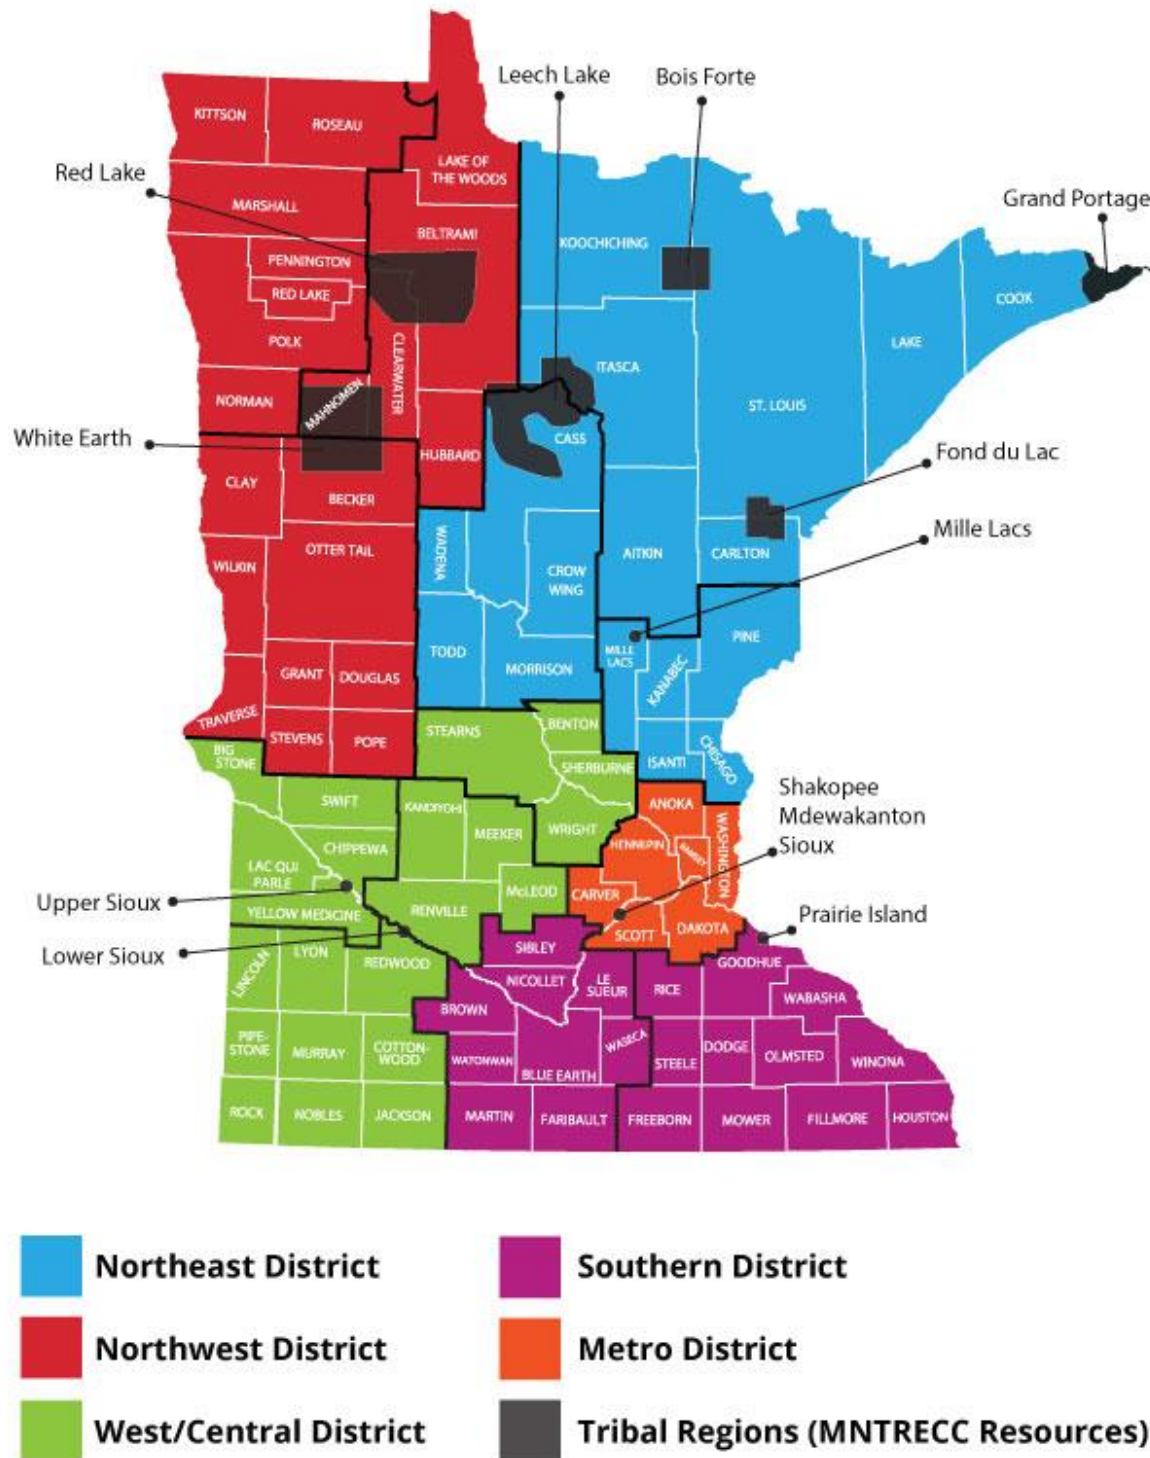 Leech Lake
Bois Forte
Red Lake
Grand Portage
White Earth
Fond du Lac
Mille Lacs
Shakopee
Mdewakanton
Sioux
Upper Sioux
Prairie Island
Lower Sioux
KITTSON
ROSEAU
LAKE OF
THE WOODS
MARSHALL
BELTRAMI
KOOCHICHING
PENNINGTON
RED LAKE
COOK
POLK
CLEARWATER
LAKE
ITASCA
NORMAN
MAHNOMEN
ST. LOUIS
CASS
HUBBARD
CLAY
BECKER
OTTER TAIL
WADENA
WILKIN
CROW
WING
AITKIN
CARLTON
PINE
TODD
MILLE
LACS
KANABEC
MORRISON
GRANT
DOUGLAS
TRAVERSE
STEVENS
POPE
STEARNS
BENTON
BIG
STONE
SHERBURNE
ISANTI
CHISAGO
SWIFT
KANDIYOHI
MEEKER
WRIGHT
ANOKA
HENNEPIN
RAMSEY
WASHINGTON
CHIPPEWA
LAC QUI
PARLE
McLEOD
CARVER
YELLOW MEDICINE
RENVILLE
SCOTT
DAKOTA
LINCOLN
LYON
REDWOOD
SIBLEY
NICOLLET
LE
SUEUR
RICE
GOODHUE
WABASHA
BROWN
PIPE-
STONE
MURRAY
COTTON-
WOOD
WATONWAN
BLUE EARTH
WASECA
STEELE
DODGE
OLMSTED
WINONA
ROCK
NOBLES
JACKSON
MARTIN
FARIBAULT
FREEBORN
MOWER
FILLMORE
HOUSTON
Northeast District
Southern District
Northwest District
Metro District
West/Central District
Tribal Regions (MNTRECC Resources)